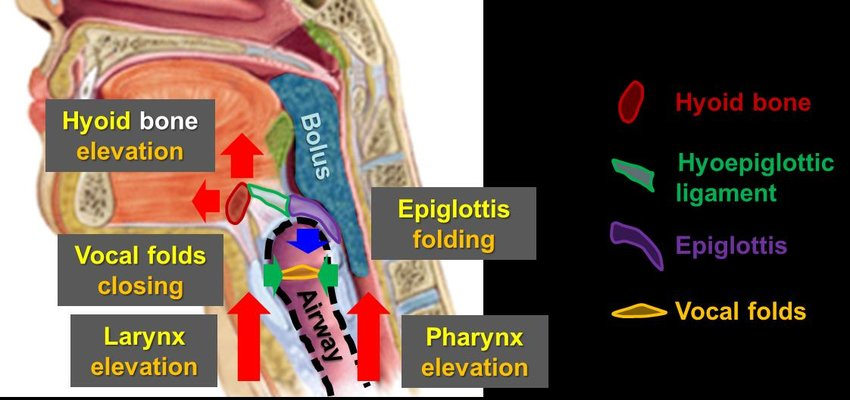 Hyoid bone
elevation
Bolus
Epiglottis
folding
Vocal folds
closing
Airway
Larynx
elevation
Pharynx
elevation
Hyoid bone
Hyoepiglottic
ligament
Epiglottis
Vocal folds